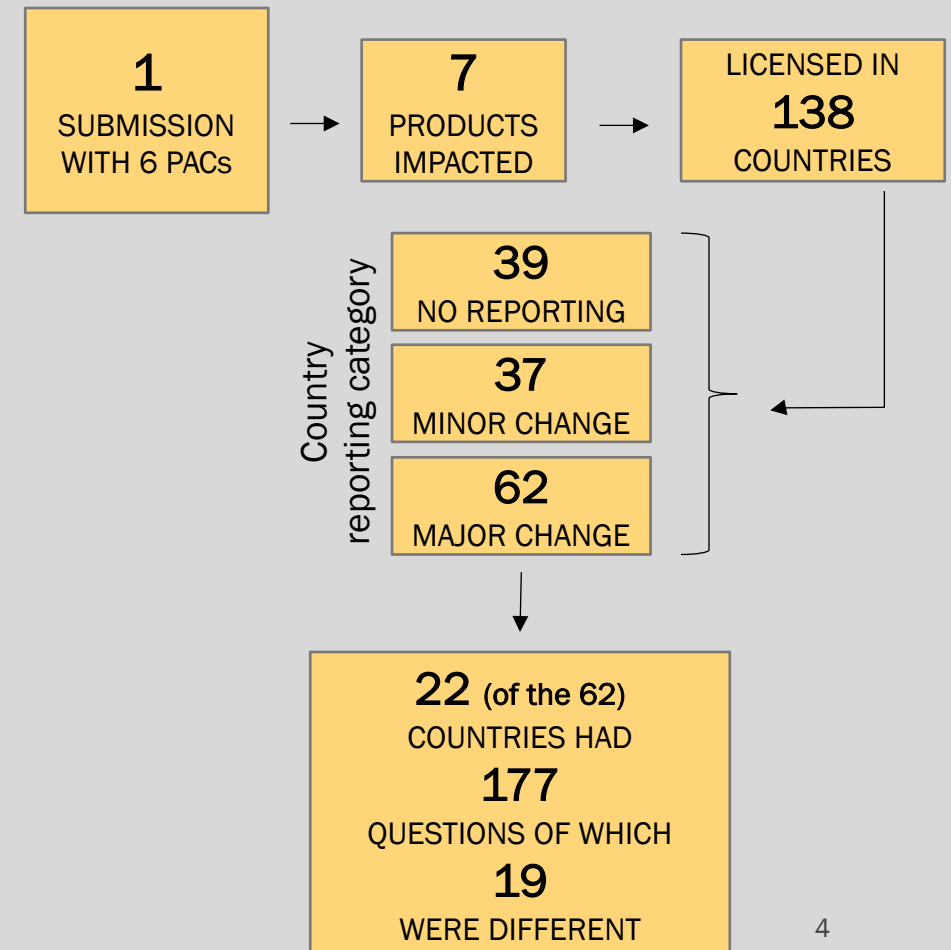 1
SUBMISSION
WITH 6 PACs
7
PRODUCTS
IMPACTED
LICENSED IN
138
COUNTRIES
Country
reporting category
39
NO REPORTING
37
MINOR CHANGE
62
MAJOR CHANGE
22 (of the 62)
COUNTRIES HAD
177
QUESTIONS OF WHICH
19
WERE DIFFERENT
4